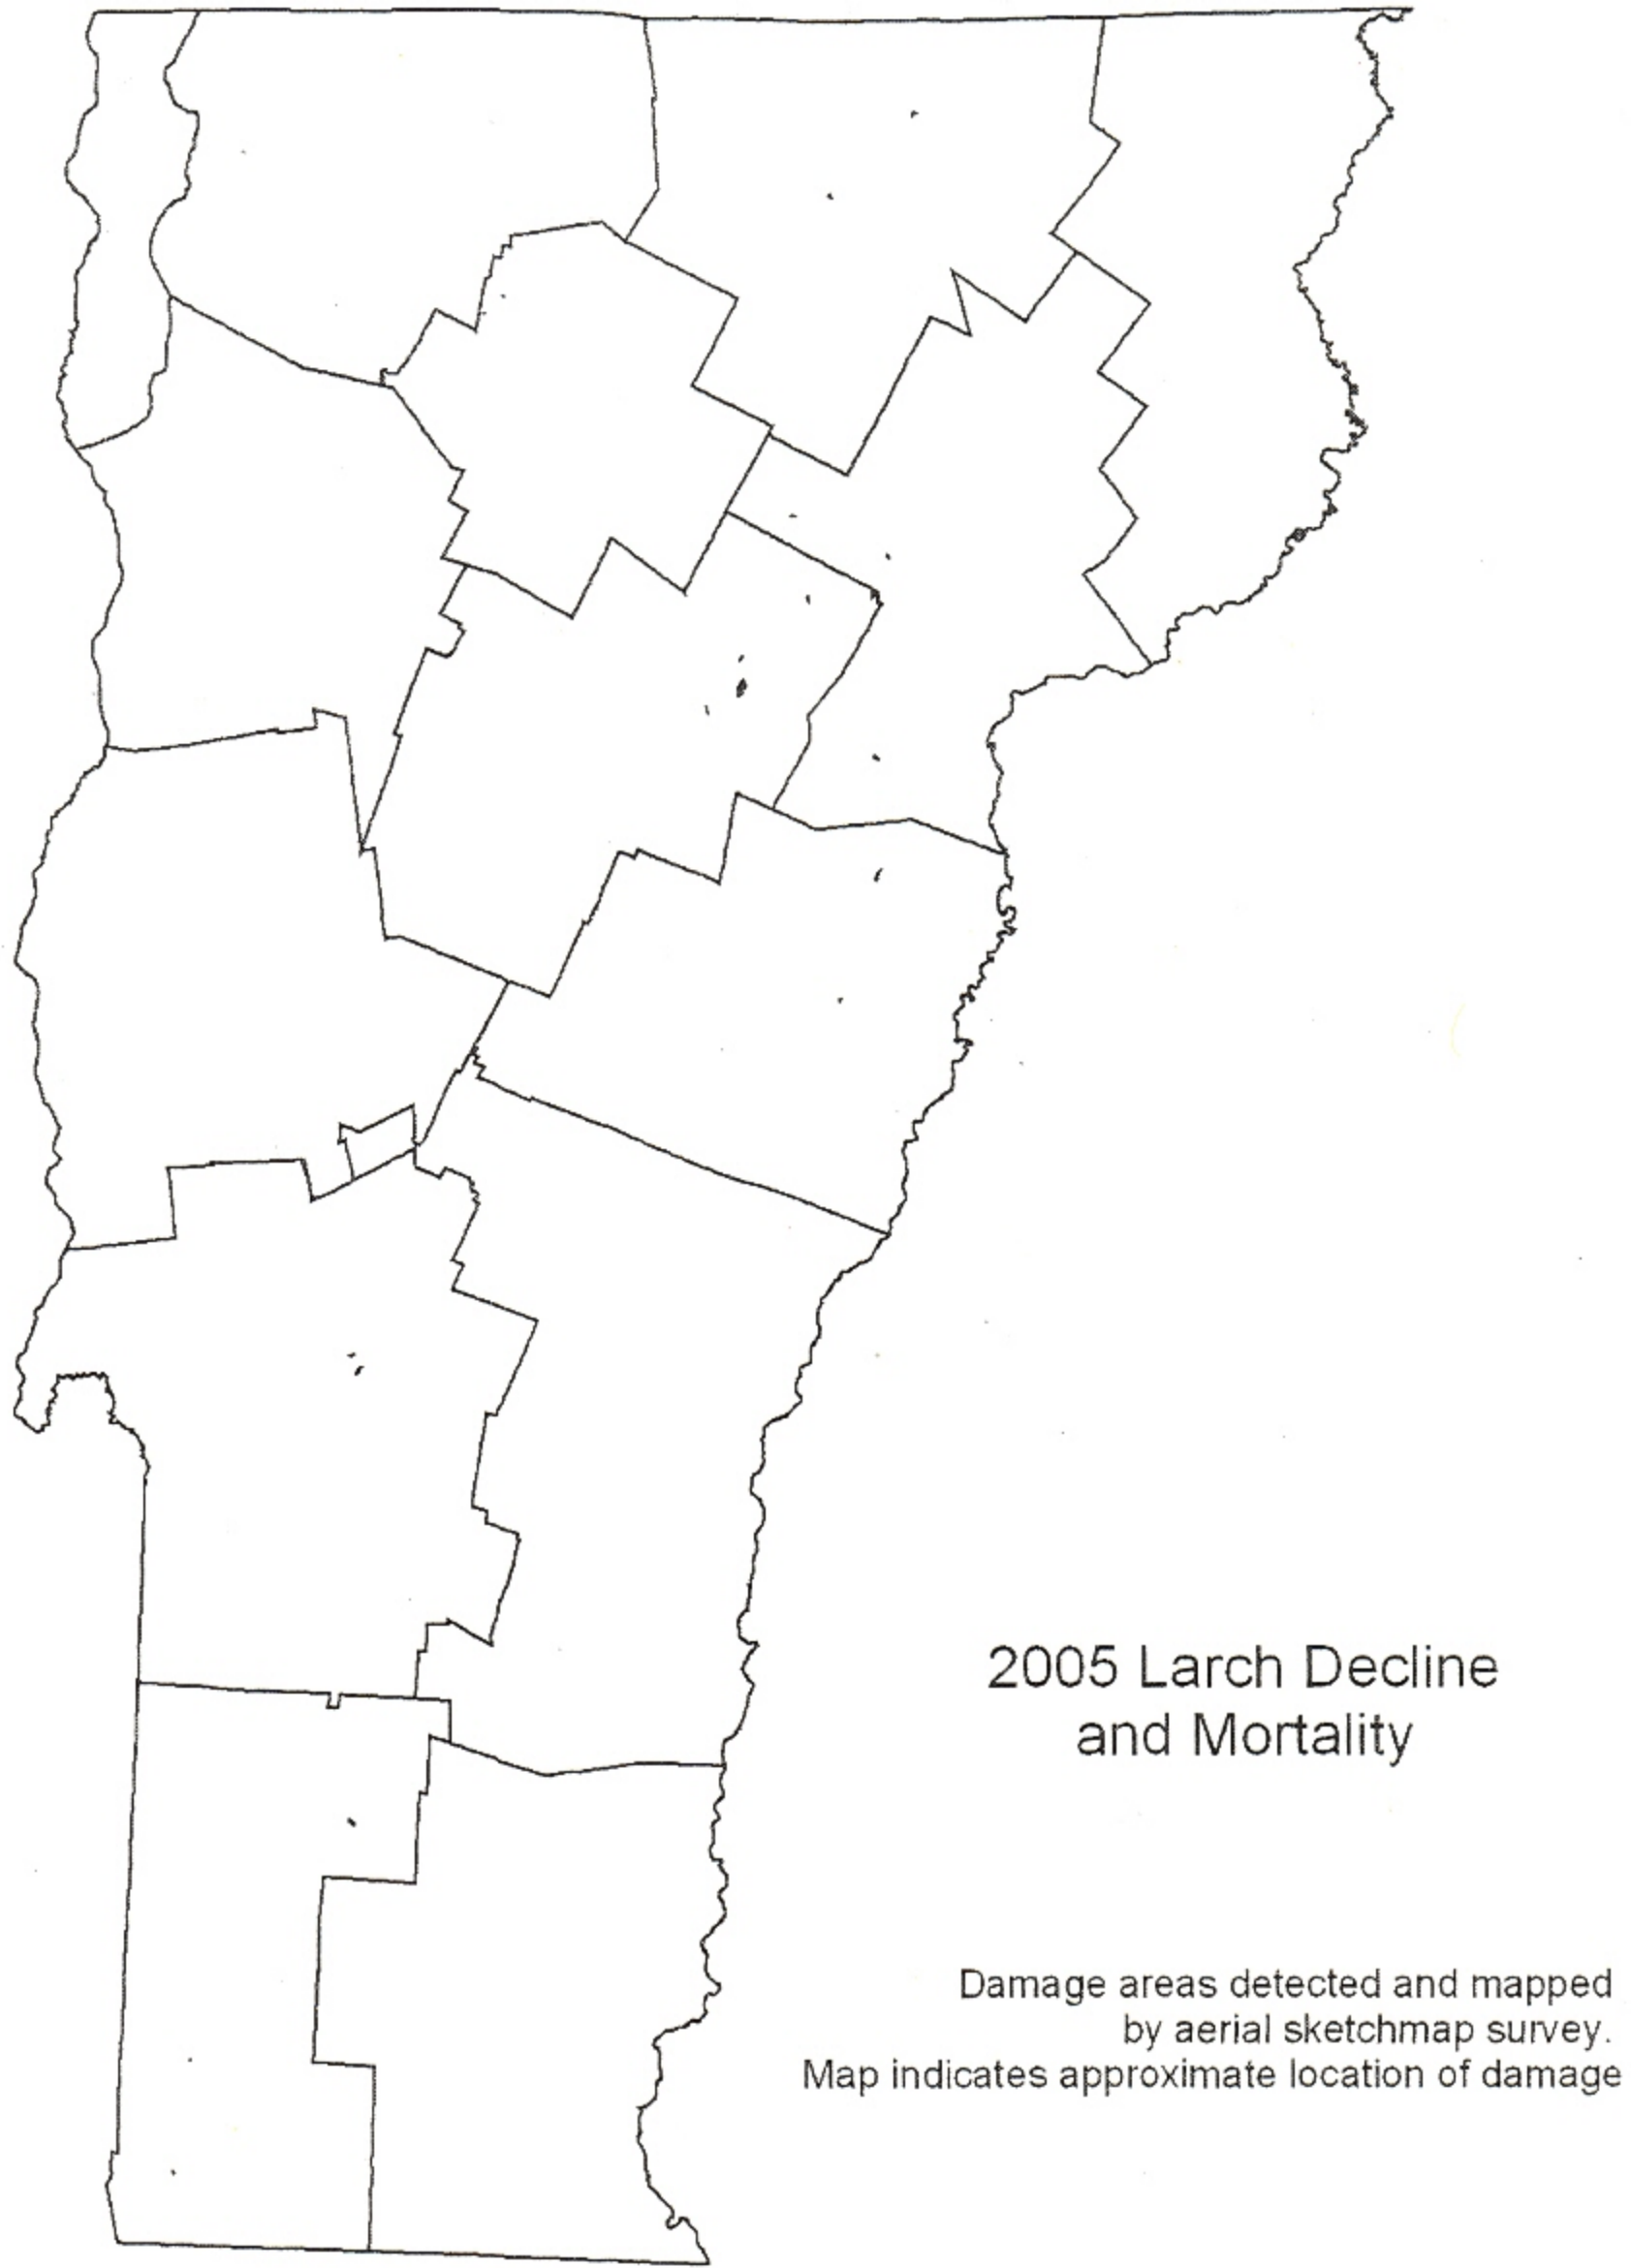 2005 Larch Decline
and Mortality
Damage areas detected and mapped
by aerial sketchmap survey.
Map indicates approximate location of damage